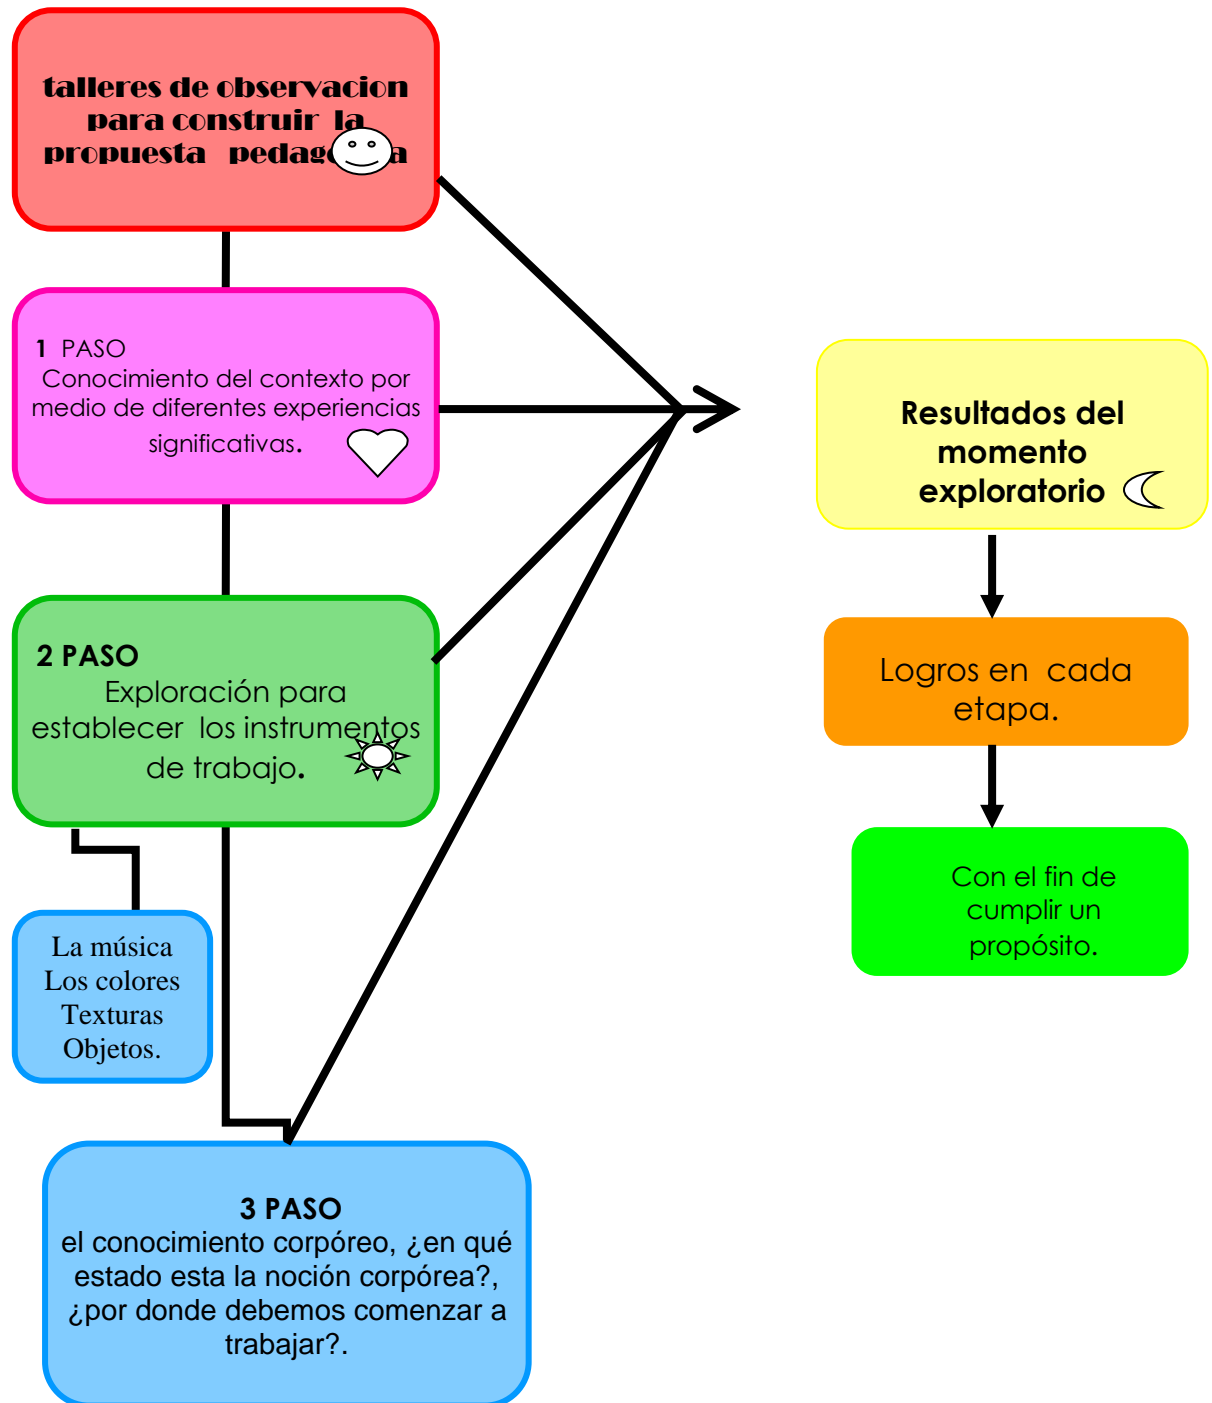 talleres de observacion
para construir la
propuesta
1 PASO
Conocimiento del contexto por
medio de diferentes experiencias
significativas.
2 PASO
Exploración para
establecer los instrumentos
de trabajo.
La música
Los colores
Texturas
Objetos.
3 PASO
el conocimiento corpóreo, ¿en qué
estado esta la noción corpórea?,
¿por donde debemos comenzar a
trabajar?.
Resultados del
momento
exploratorio
Logros en cada
etapa.
Con el fin de
cumplir un
propósito.